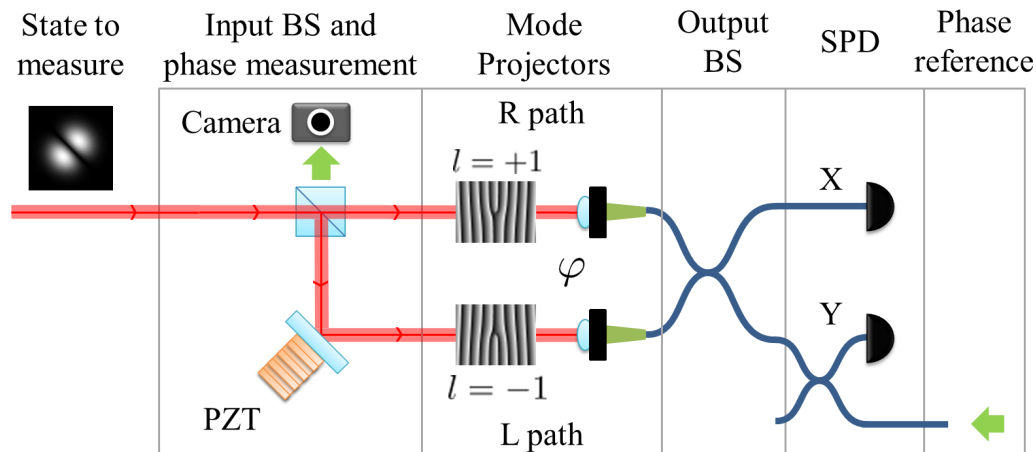 State to
measure
Input BS and
phase measurement
Mode
Projectors
Output
BS
SPD
Phase
reference
Camera
R path
l = +1
X
φ
Y
l = −1
PZT
L path